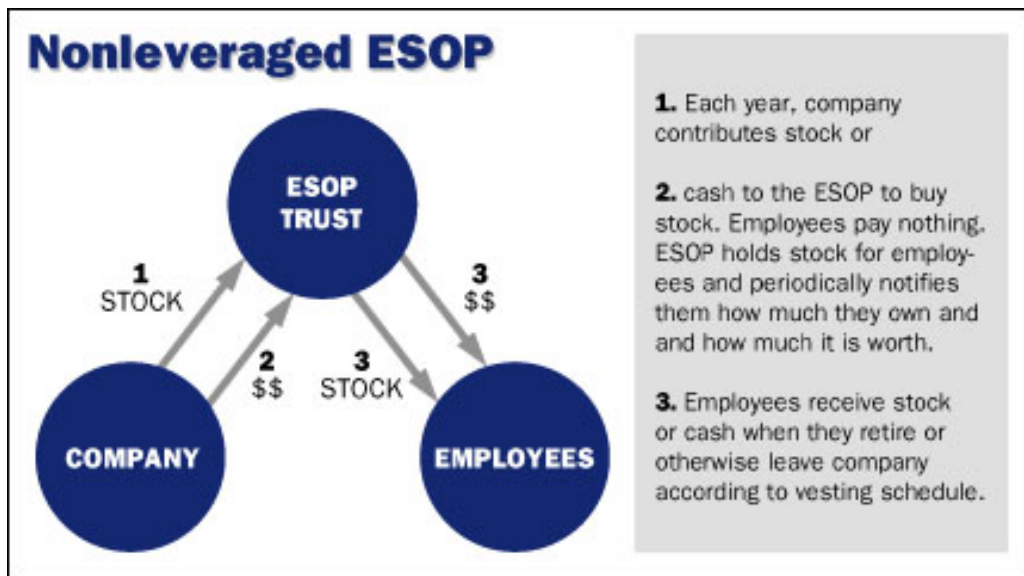 Nonleveraged ESOP
ESOP
TRUST
1
STOCK
2
$$
3
STOCK
3
$$
COMPANY
EMPLOYEES
1. Each year, company
contributes stock or
2. cash to the ESOP to buy
stock. Employees pay nothing.
ESOP holds stock for employ-
ees and periodically notifies
them how much they own and
and how much it is worth.
3. Employees receive stock
or cash when they retire or
otherwise leave company
according to vesting schedule.